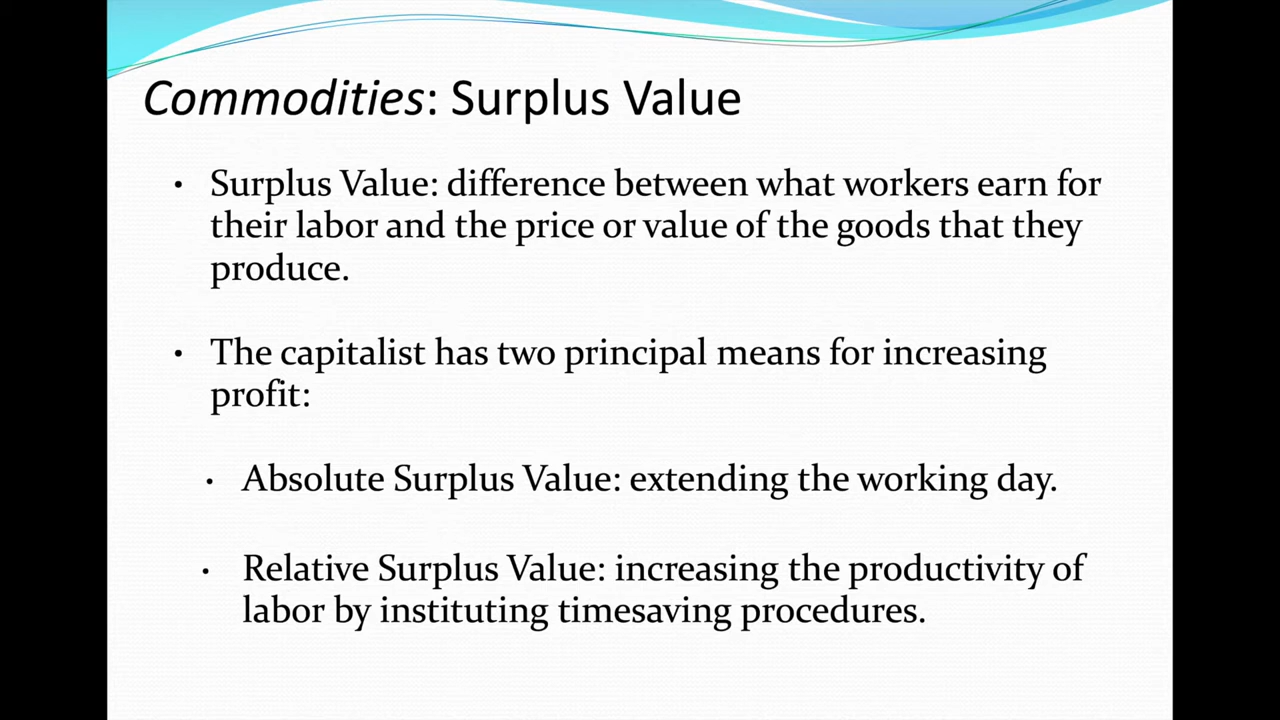 Commodities: Surplus Value
• Surplus Value: difference between what workers earn for
their labor and the price or value of the goods that they
produce.
• The capitalist has two principal means for increasing
profit:
• Absolute Surplus Value: extending the working day.
• Relative Surplus Value: increasing the productivity of
labor by instituting timesaving procedures.